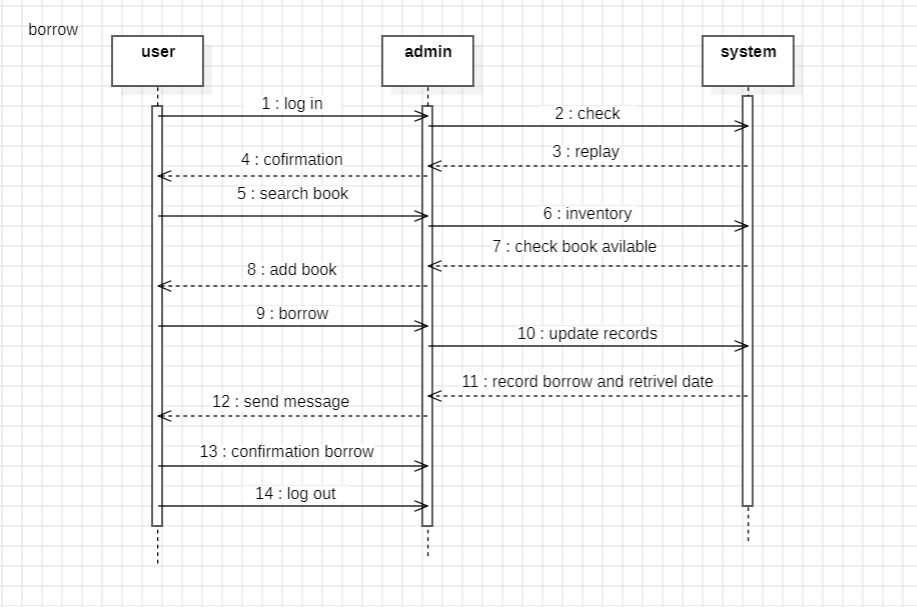 borrow
user
admin
system
1 : log in
2 : check
3 : replay
4 : cofirmation
5 : search book
6 : inventory
7 : check book avilable
8 : add book
9 : borrow
10 : update records
11 : record borrow and retrivel date
12 : send message
13 : confirmation borrow
14 : log out